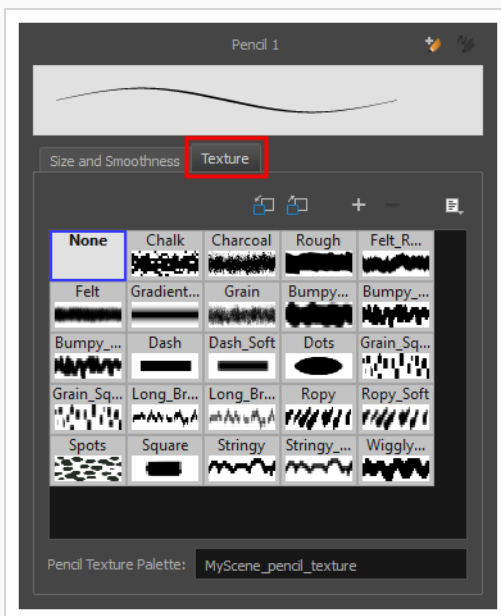 Pencil 1
Size and Smoothness Texture
None Chalk Charcoal Rough Felt_R...
Felt Gradient... Grain Bumpy... Bumpy_...
Bumpy_... Dash Dash_Soft Dots Grain_Sq...
Grain_Sq... Long_Br... Long_Br... Ropy Ropy_Soft
Spots Square Stringy Stringy_... Wiggly...
Pencil Texture Palette: MyScene_pencil_texture